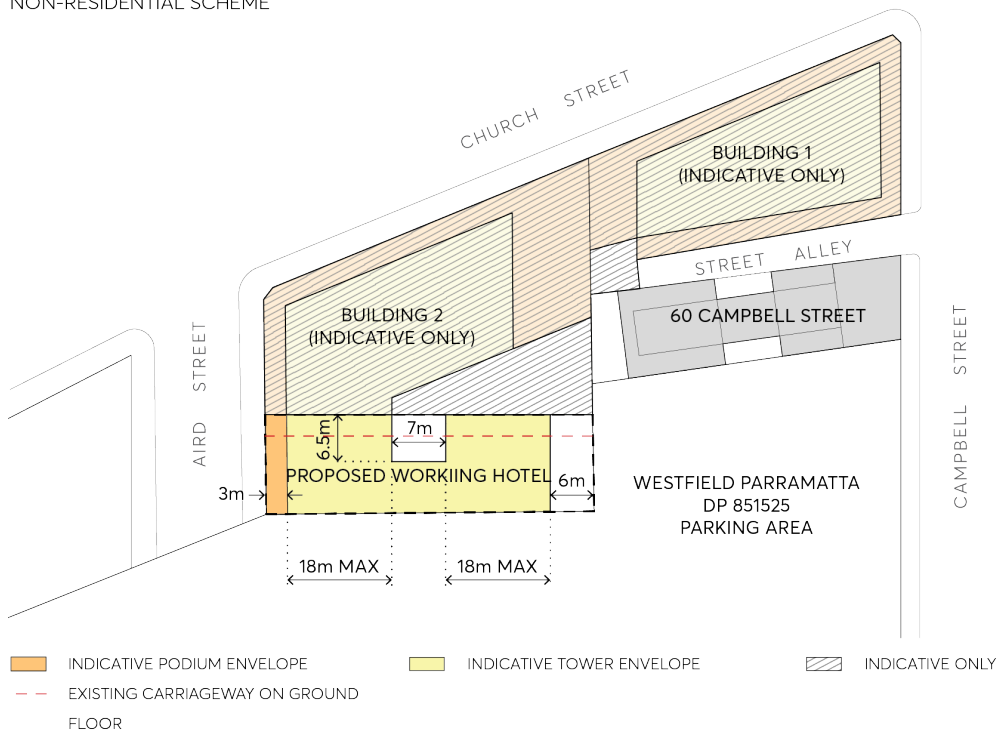 NON-RESIDENTIAL SCHEME
CHURCH STREET
BUILDING 1
(INDICATIVE ONLY)
STREET ALLEY
60 CAMPBELL STREET
BUILDING 2
(INDICATIVE ONLY)
AIRD STREET
CAMPBELL STREET
6.5m
7m
PROPOSED WORKIING HOTEL
3m
6m
WESTFIELD PARRAMATTA
DP 851525
PARKING AREA
18m MAX
18m MAX
INDICATIVE PODIUM ENVELOPE
INDICATIVE TOWER ENVELOPE
INDICATIVE ONLY
EXISTING CARRIAGEWAY ON GROUND
FLOOR